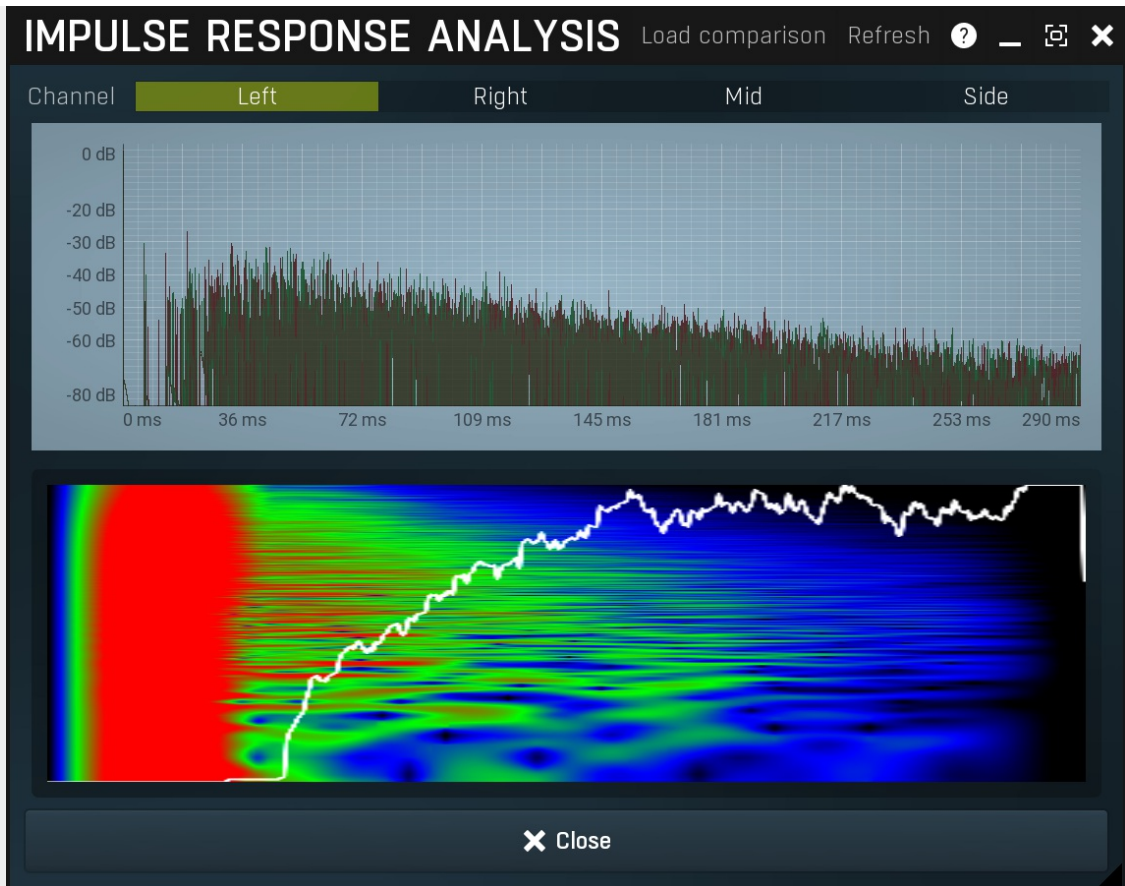 IMPULSE RESPONSE ANALYSIS Load comparison Refresh ?
Channel Left Right Mid Side
0 dB
-20 dB
-30 dB
-40 dB
-50 dB
-60 dB
-80 dB
0 ms 36 ms 72 ms 109 ms 145 ms 181 ms 217 ms 253 ms 290 ms
Close